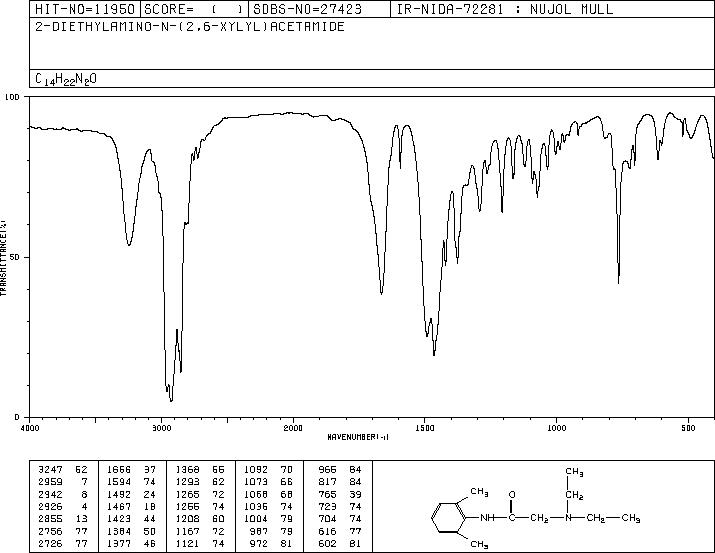 HIT-NO=11950 SCORE= ( ) SDBS-NO=27423 IR-NIDA-72281 : NUJOL MULL
2-DIETHYLAMINO-N-(2,6-XYLYL)ACETAMIDE
C14H22N2O
100
50
0
TRANSMITTANCE(%)
4000 3000 2000 1500 1000 500
WAVENUMBER(-1)
3247 52 1666 37 1368 66 1092 70 966 84
2959 7 1594 74 1293 62 1073 66 817 84
2942 8 1492 24 1265 72 1068 68 765 39
2926 4 1467 18 1255 74 1036 74 723 74
2855 13 1423 44 1208 60 1004 79 704 74
2756 77 1384 50 1167 72 987 79 616 77
2726 77 1377 46 1121 74 972 81 602 81
CH3
CH2
CH3 O
NH C CH2 N CH2 CH3
CH3